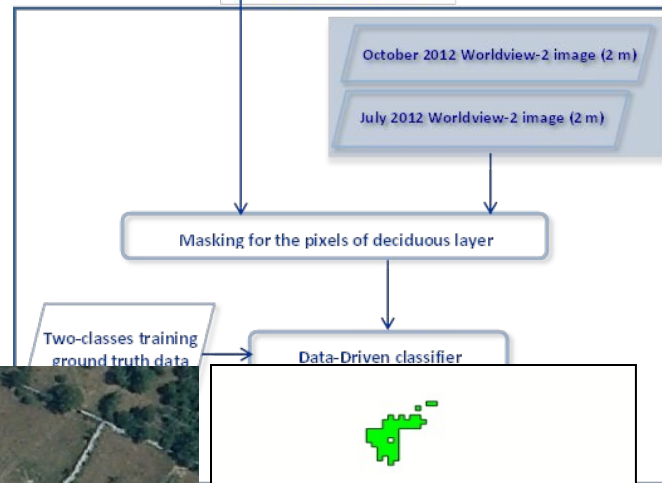 October 2012 Worldview-2 image (2 m)
July 2012 Worldview-2 image (2 m)
Masking for the pixels of deciduous layer
Two-classes training
ground truth data
Data-Driven classifier